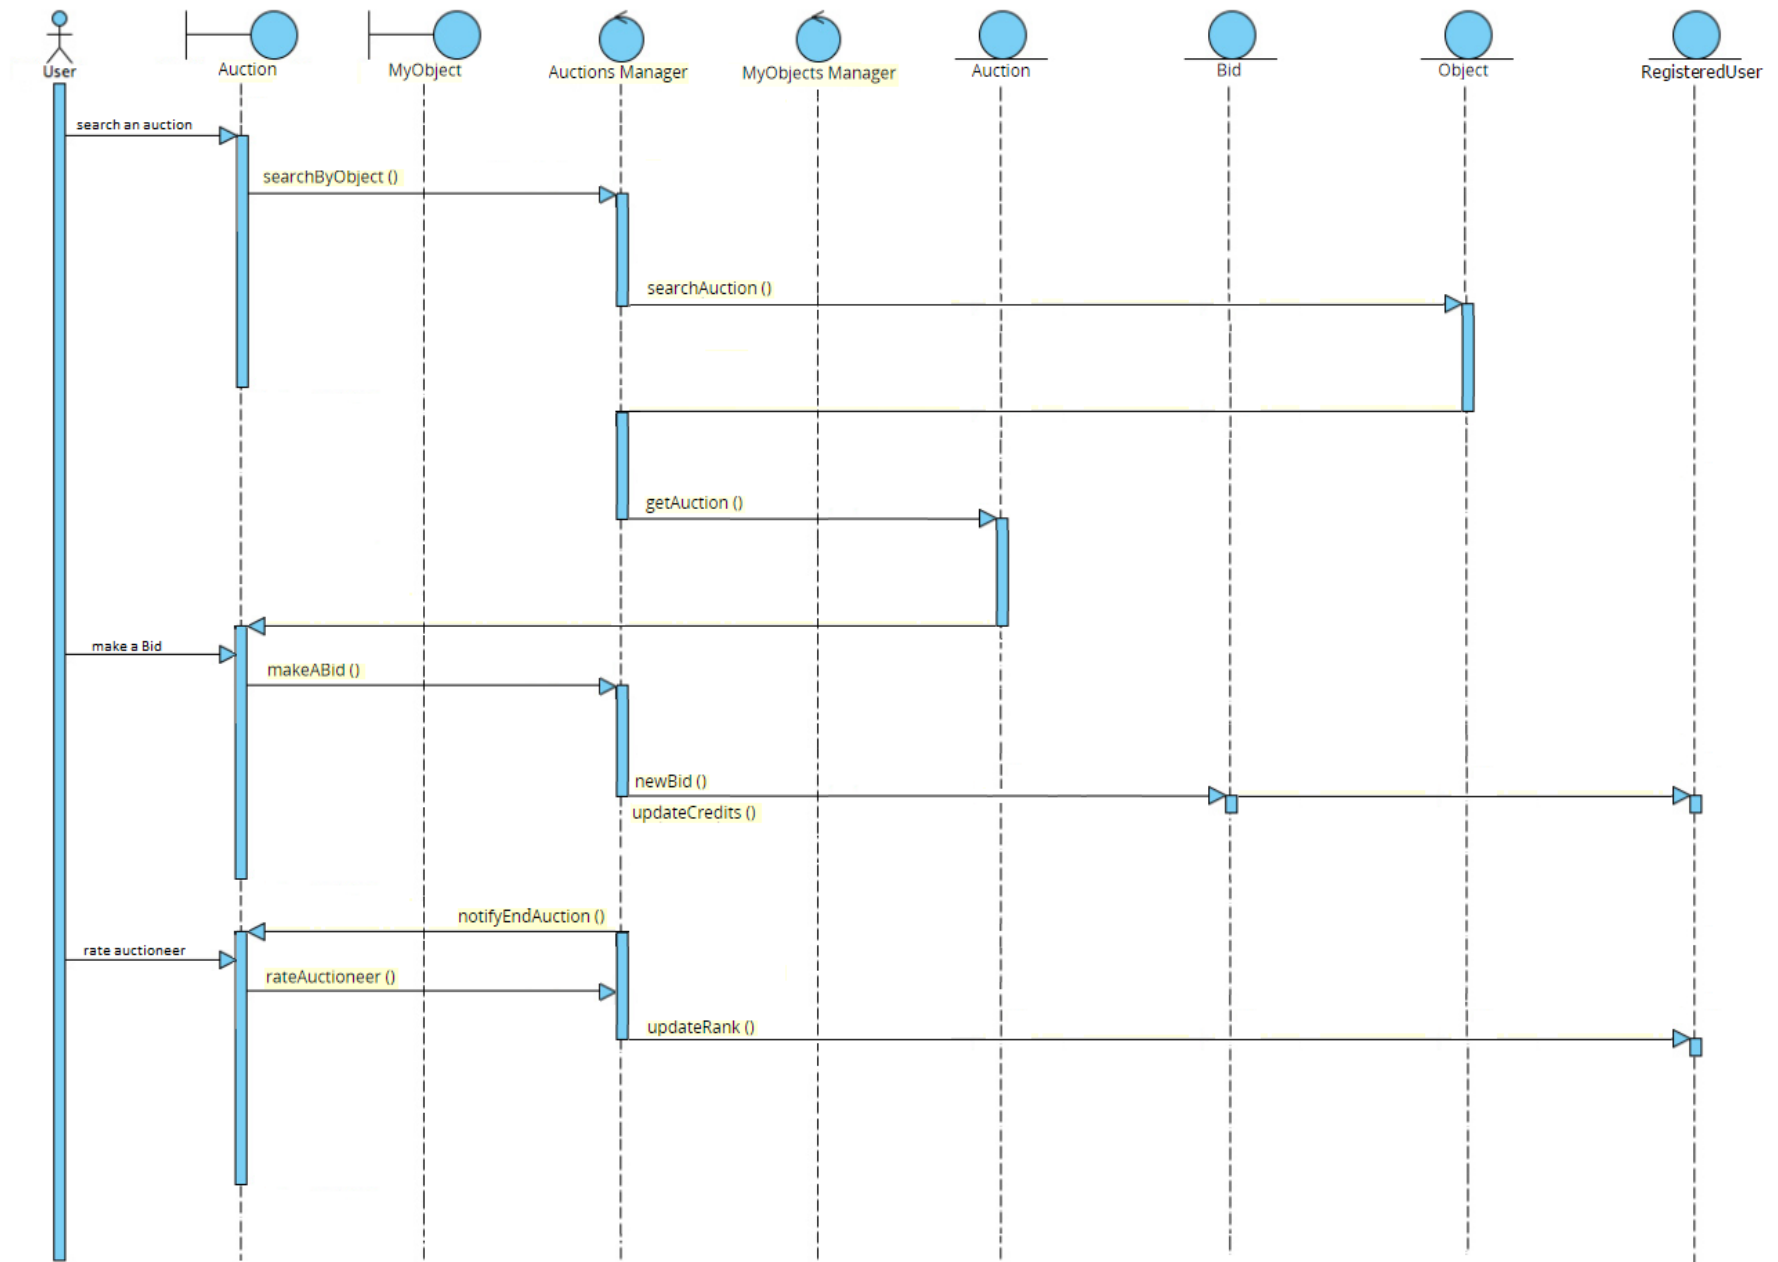 User
Auction
MyObject
Auctions Manager
MyObjects Manager
Auction
Bid
Object
RegisteredUser
search an auction
searchByObject ()
searchAuction ()
getAuction ()
make a Bid
makeABid ()
newBid ()
updateCredits ()
notifyEndAuction ()
rate auctioneer
rateAuctioneer ()
updateRank ()